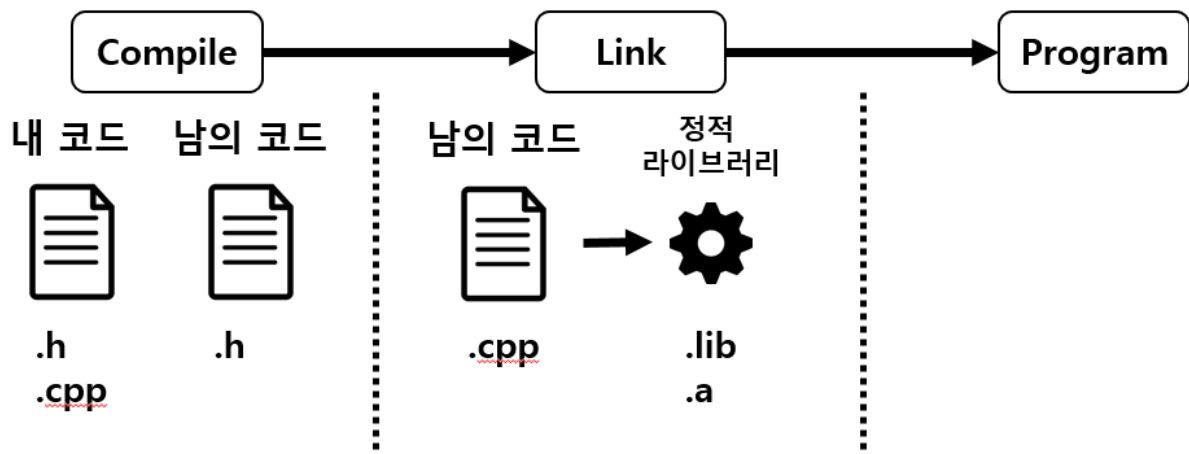 Compile
Link
Program
내 코드
남의 코드
남의 코드
정적
라이브러리
.h
.cpp
.h
.cpp
.lib
.a